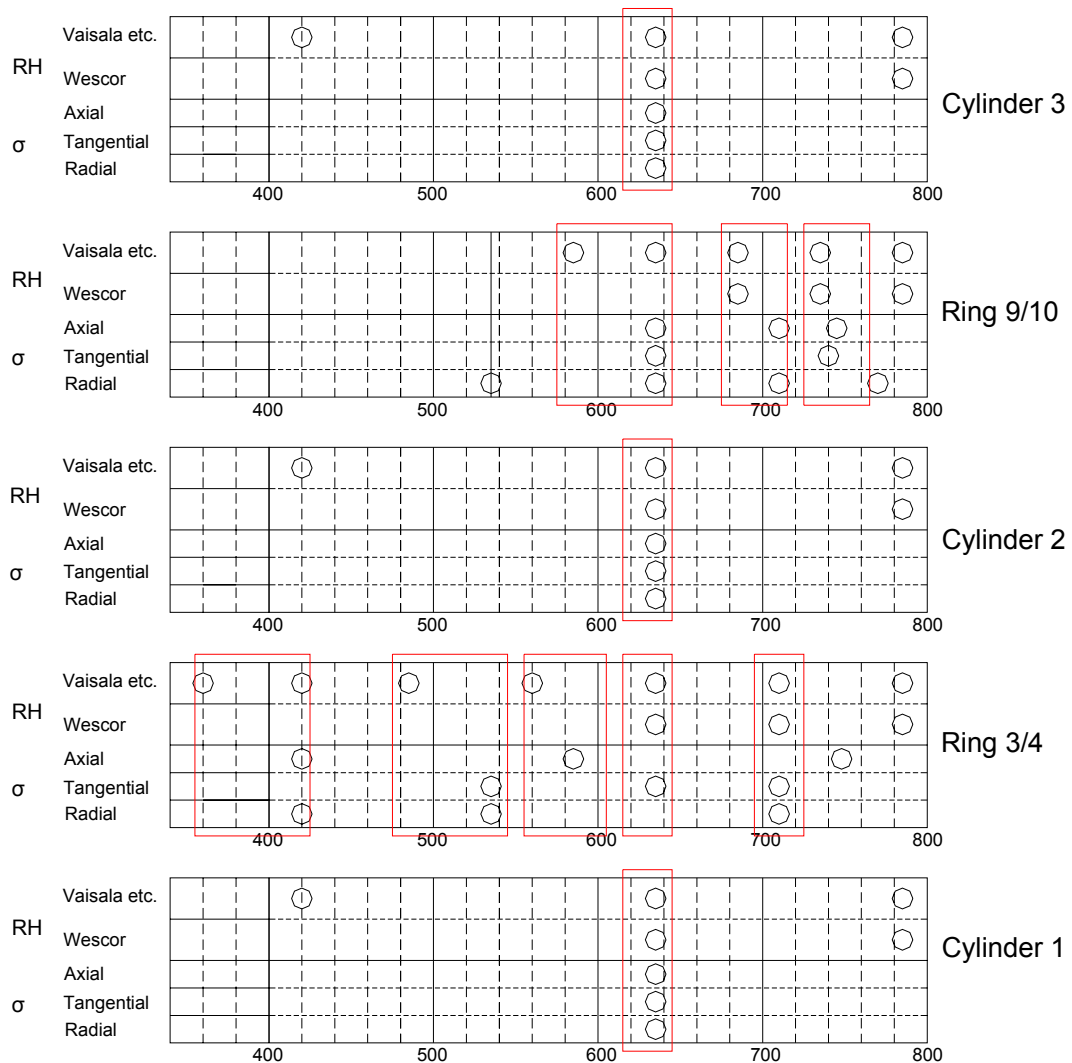 Vaisala etc.
RH
Wescor
Axial
Cylinder 3
σ
Tangential
Radial
400 500 600 700 800
Vaisala etc.
RH
Wescor
Ring 9/10
Axial
σ
Tangential
Radial
400 500 600 700 800
Vaisala etc.
RH
Wescor
Axial
Cylinder 2
σ
Tangential
Radial
400 500 600 700 800
Vaisala etc.
RH
Wescor
Ring 3/4
Axial
σ
Tangential
Radial
400 500 600 700 800
Vaisala etc.
RH
Wescor
Cylinder 1
Axial
σ
Tangential
Radial
400 500 600 700 800